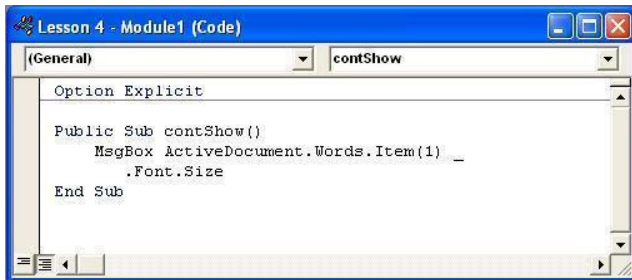 Lesson 4 - Module1 (Code)
(General) contShow
Option Explicit
Public Sub contShow()
MsgBox ActiveDocument.Words.Item(1) _
.Font.Size
End Sub